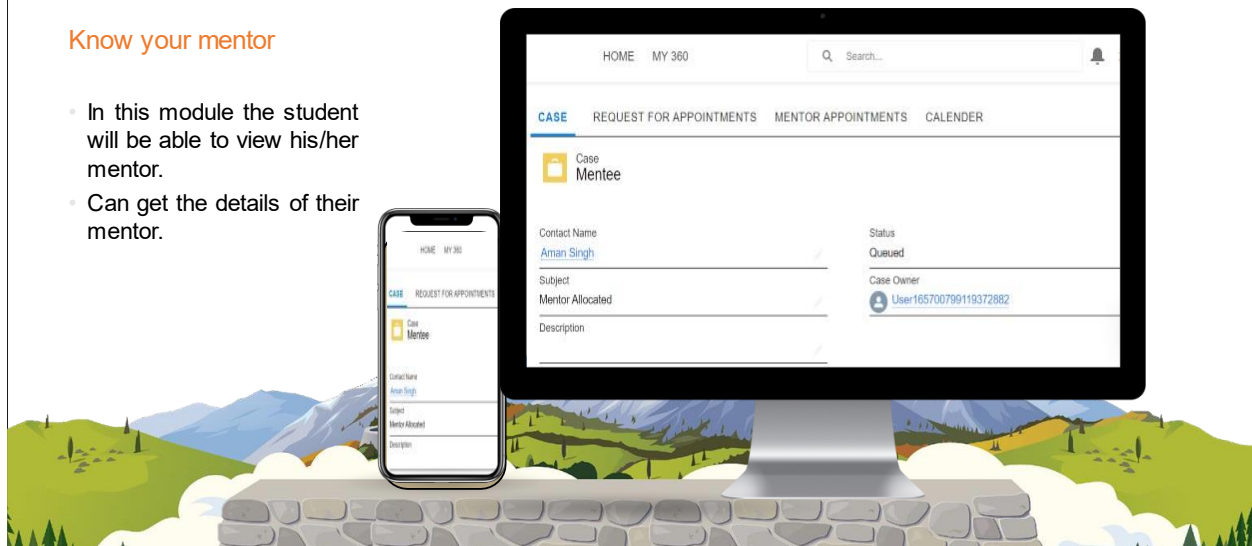 Know your mentor
• In this module the student
will be able to view his/her
mentor.
• Can get the details of their
mentor.
HOME MY 360
Search...
CASE REQUEST FOR APPOINTMENTS MENTOR APPOINTMENTS CALENDER
Case
Mentee
Contact Name
Aman Singh
Status
Queued
Subject
Mentor Allocated
Case Owner
User165700799119372882
Description
HOME MY 360
CASE REQUEST FOR APPOINTMENTS
Case
Mentee
Contact Name
Aman Singh
Subject
Mentor Allocated
Description